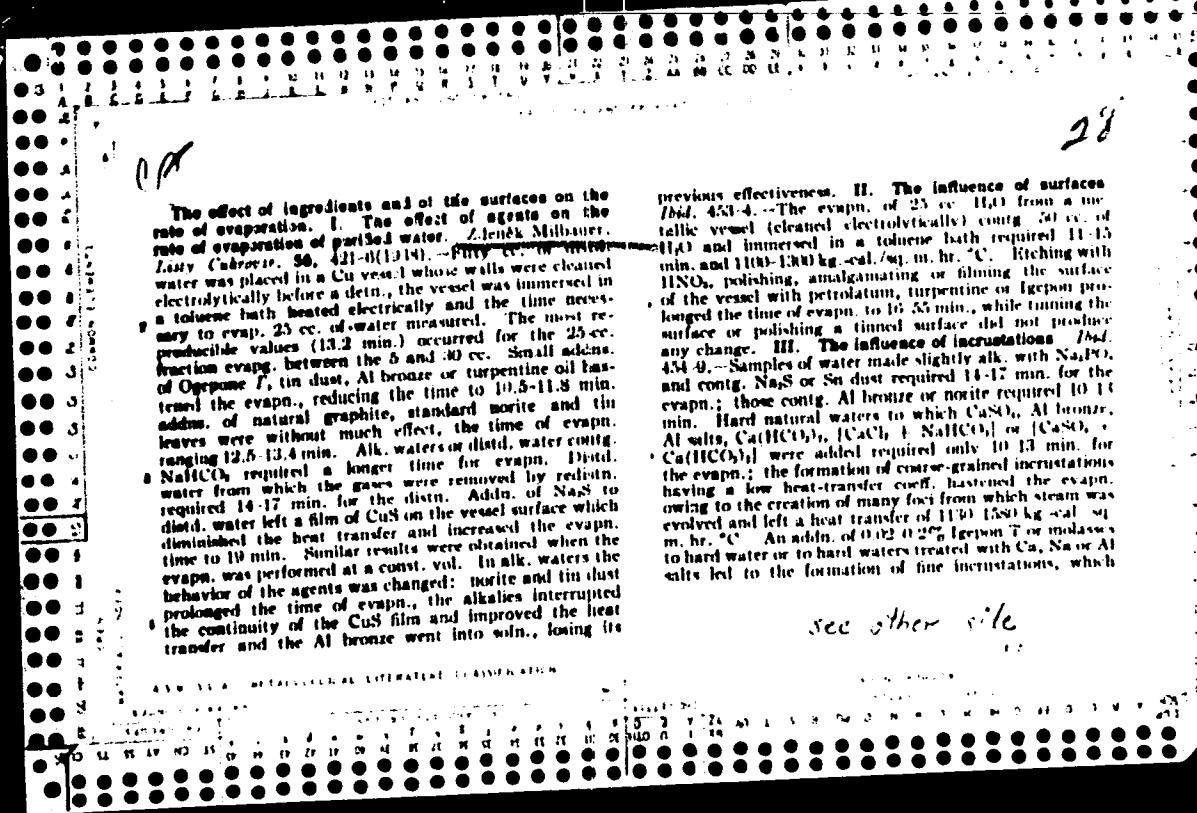 28
The effect of ingredients and of the surfaces on the
rate of evaporation. I. The effect of agents on the
rate of evaporation of purified water. Zdeněk Milbauer.
Listy Cukrovar. 56, 421-6(1938).—Fifty cc. of
water was placed in a Cu vessel whose walls were cleaned
electrolytically before a detn., the vessel was immersed in
a toluene bath heated electrically and the time neces-
sary to evap. 25 cc. of water measured. The most re-
producible values (13.2 min.) occurred for the 25-cc.
fraction evapg. between the 5 and 30 cc. Small addns.
of Ogepone T, tin dust, Al bronze or turpentine oil has-
tened the evapn., reducing the time to 10.5-11.8 min.
addns. of natural graphite, standard norite and tin
leaves were without much effect, the time of evapn.
ranging 12.5-13.4 min. Alk. waters or distd. water contg.
NaHCO₃ required a longer time for evapn. Distd.
water from which the gases were removed by redistn.
required 14-17 min. for the distn. Addn. of Na₂S to
distd. water left a film of CuS on the vessel surface which
diminished the heat transfer and increased the evapn.
time to 19 min. Similar results were obtained when the
evapn. was performed at a const. vol. In alk. waters the
behavior of the agents was changed: norite and tin dust
prolonged the time of evapn., the alkalies interrupted
the continuity of the CuS film and improved the heat
transfer and the Al bronze went into soln., losing its
previous effectiveness. II. The influence of surfaces
Ibid. 453-4.—The evapn. of 25 cc. H₂O from a me-
tallic vessel (cleaned electrolytically) contg. 50 cc. of
H₂O and immersed in a toluene bath required 11-15
min. and 1100-1300 kg.-cal./sq. m. hr. °C. Etching with
HNO₃, polishing, amalgamating or filming the surface
of the vessel with petrolatum, turpentine or Igepon pro-
longed the time of evapn. to 16-55 min., while tinning the
surface or polishing a tinned surface did not produce
any change. III. The influence of incrustations Ibid.
454-9.—Samples of water made slightly alk. with Na₃PO₄
and contg. Na₂S or Sn dust required 14-17 min. for the
evapn.; those contg. Al bronze or norite required 10-13
min. Hard natural waters to which CaSO₄, Al bronze,
Al salts, Ca(HCO₃)₂, [CaCl₂ + NaHCO₃] or [CaSO₄ +
Ca(HCO₃)₂] were added required only 10-13 min. for
the evapn.; the formation of coarse-grained incrustations
having a low heat-transfer coeff. hastened the evapn.
owing to the creation of many foci from which steam was
evolved and left a heat transfer of 1130-1580 kg.-cal. sq.
m. hr. °C An addn. of 0.02-0.2% Igepon T or molasses
to hard water or to hard waters treated with Ca, Na or Al
salts led to the formation of fine incrustations, which
see other side
METALLURGICAL LITERATURE CLASSIFICATION